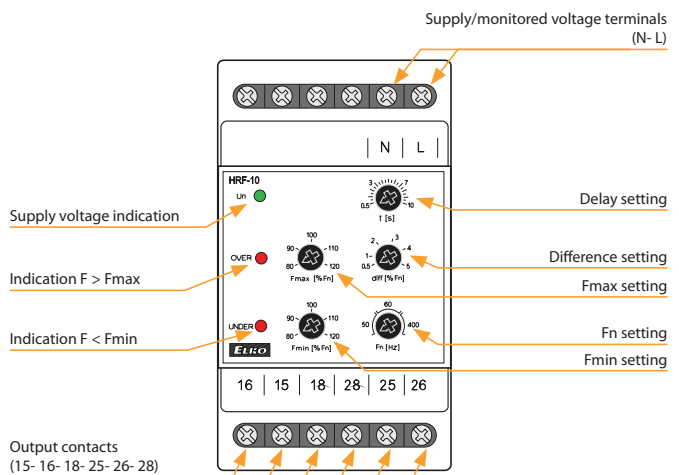 Supply/monitored voltage terminals
(N- L)
N L
HRF-10
Un
3 7
0.5 10
t [s]
Delay setting
Supply voltage indication
100
90 110
80 120
Fmax [%Fn]
OVER
2 3
1 4
0.5 5
diff [%Fn]
Difference setting
Fmax setting
Indication F > Fmax
100
90 110
80 120
Fmin [%Fn]
UNDER
60
50 400
Fn [Hz]
Fn setting
Fmin setting
Indication F < Fmin
ELKO
16 15 18 28 25 26
Output contacts
(15- 16- 18- 25- 26- 28)